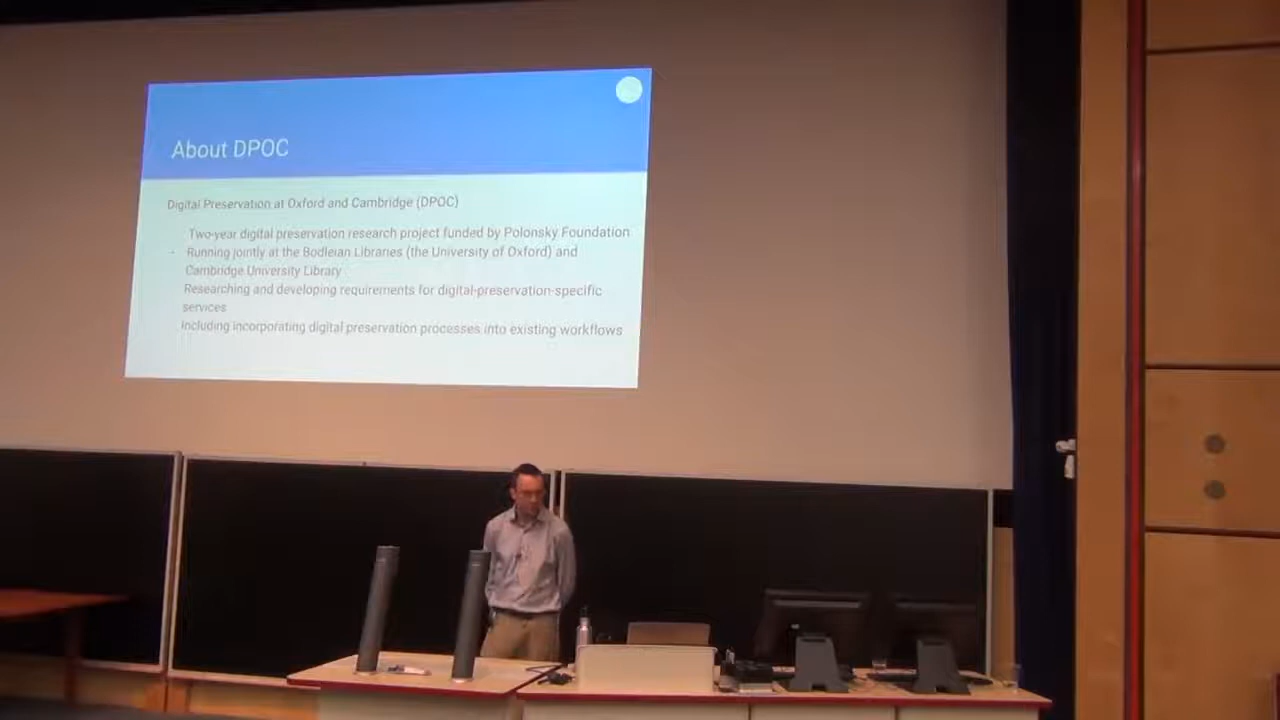 About DPOC
Digital Preservation at Oxford and Cambridge (DPOC)
Two-year digital preservation research project funded by Polonsky Foundation
- Running jointly at the Bodleian Libraries (the University of Oxford) and
Cambridge University Library
Researching and developing requirements for digital-preservation-specific
services
Including incorporating digital preservation processes into existing workflows